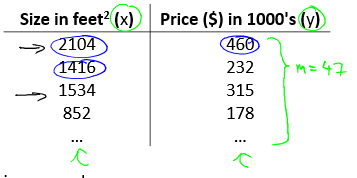 Size in feet² (x) Price ($) in 1000's (y)
2104 460
1416 232
1534 315
852 178
... ...
m = 47